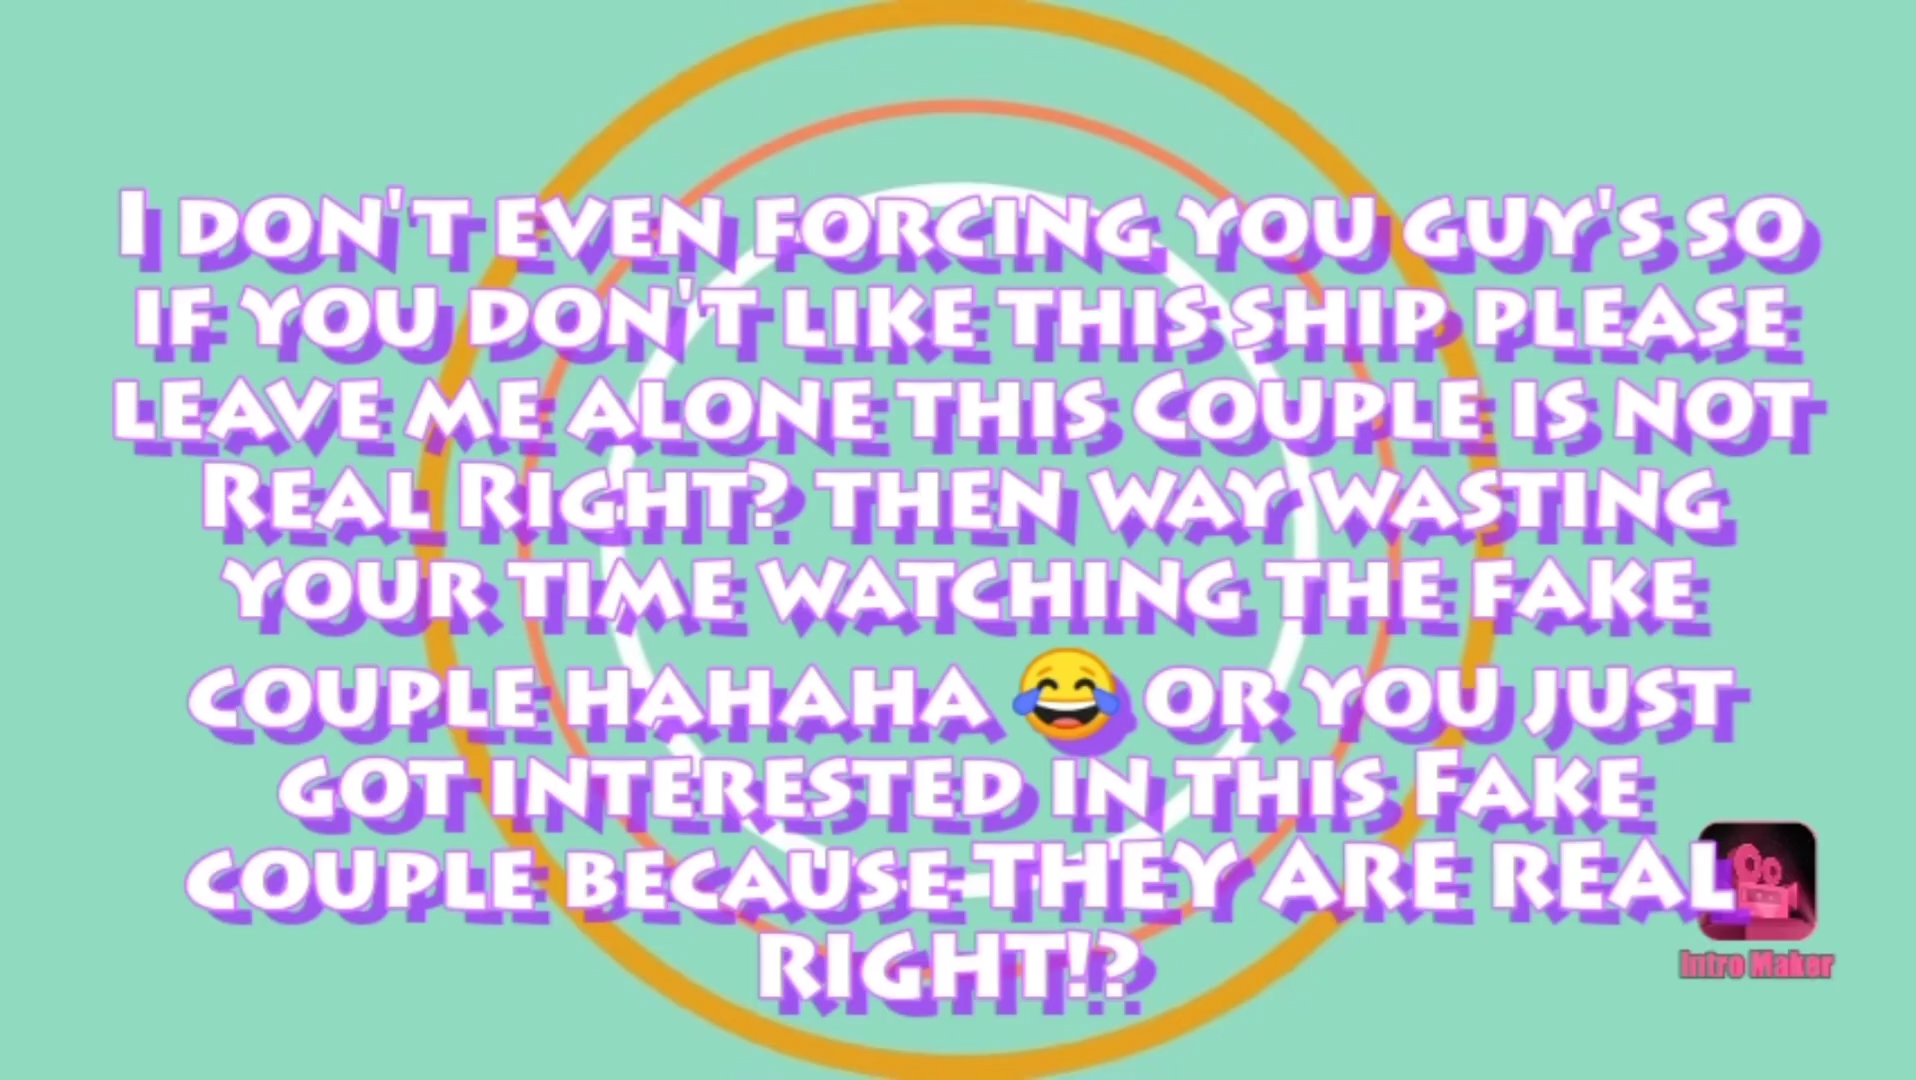 I don't even forcing you guy's so
if you don't like this ship please
leave me alone this Couple is not
Real Right? then way wasting
your time watching the fake
couple hahaha 😂 or you just
got interested in this Fake
couple because THEY ARE REAL
RIGHT!?
Intro Maker